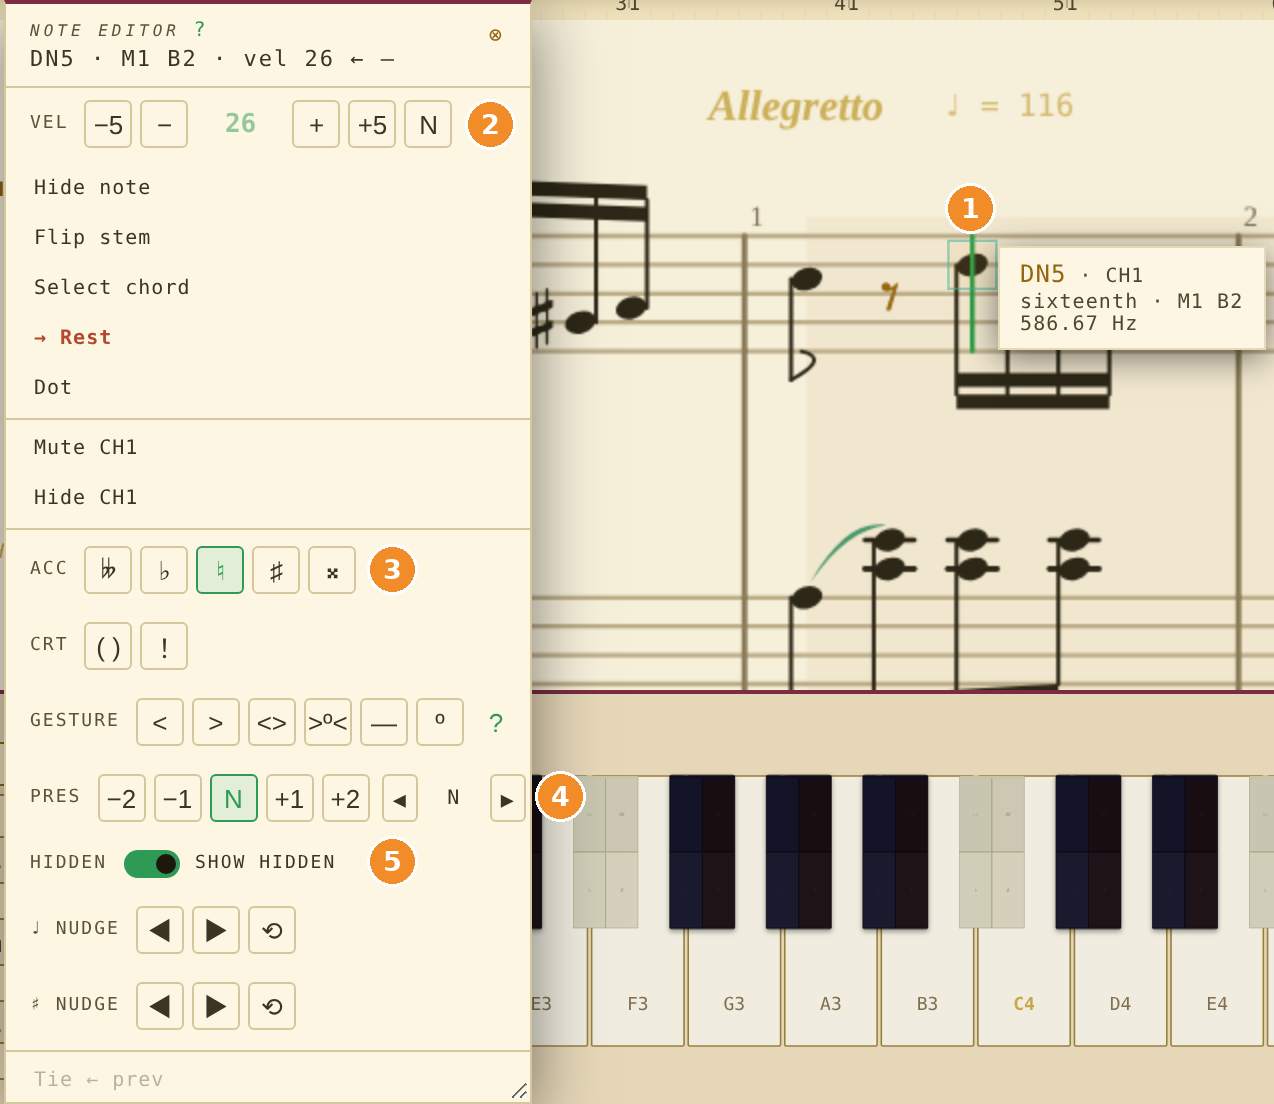 31 41 51
NOTE EDITOR ?
DN5 · M1 B2 · vel 26 ← —
VEL −5 − 26 + +5 N 2
Hide note
Flip stem
Select chord
→ Rest
Dot
Mute CH1
Hide CH1
ACC 𝄫 ♭ ♮ ♯ 𝄪 3
CRT () !
GESTURE < > <> >º< — º ?
PRES −2 −1 N +1 +2 ◂ N ▸ 4
HIDDEN SHOW HIDDEN 5
♩ NUDGE ◀ ▶ ⟲
♯ NUDGE ◀ ▶ ⟲
Tie ← prev
Allegretto ♩ = 116
1 1 2
DN5 · CH1
sixteenth · M1 B2
586.67 Hz
E3 F3 G3 A3 B3 C4 D4 E4